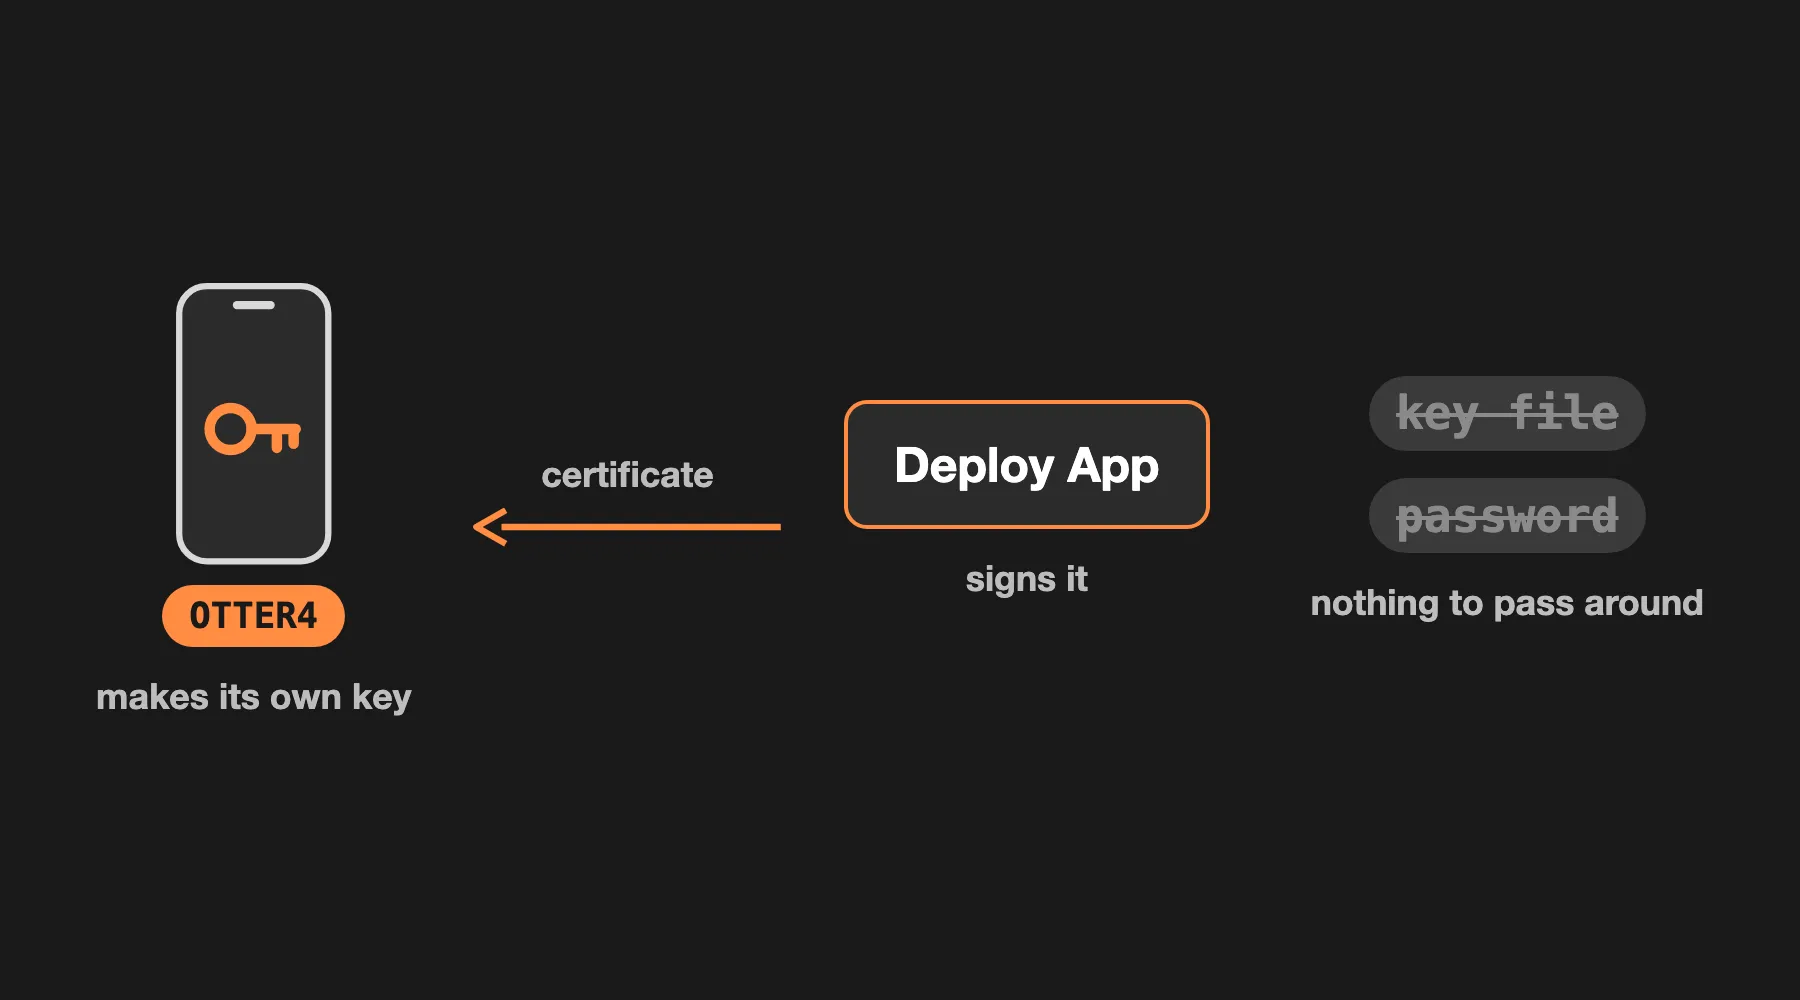 OTTER4
makes its own key
certificate
Deploy App
signs it
key file
password
nothing to pass around